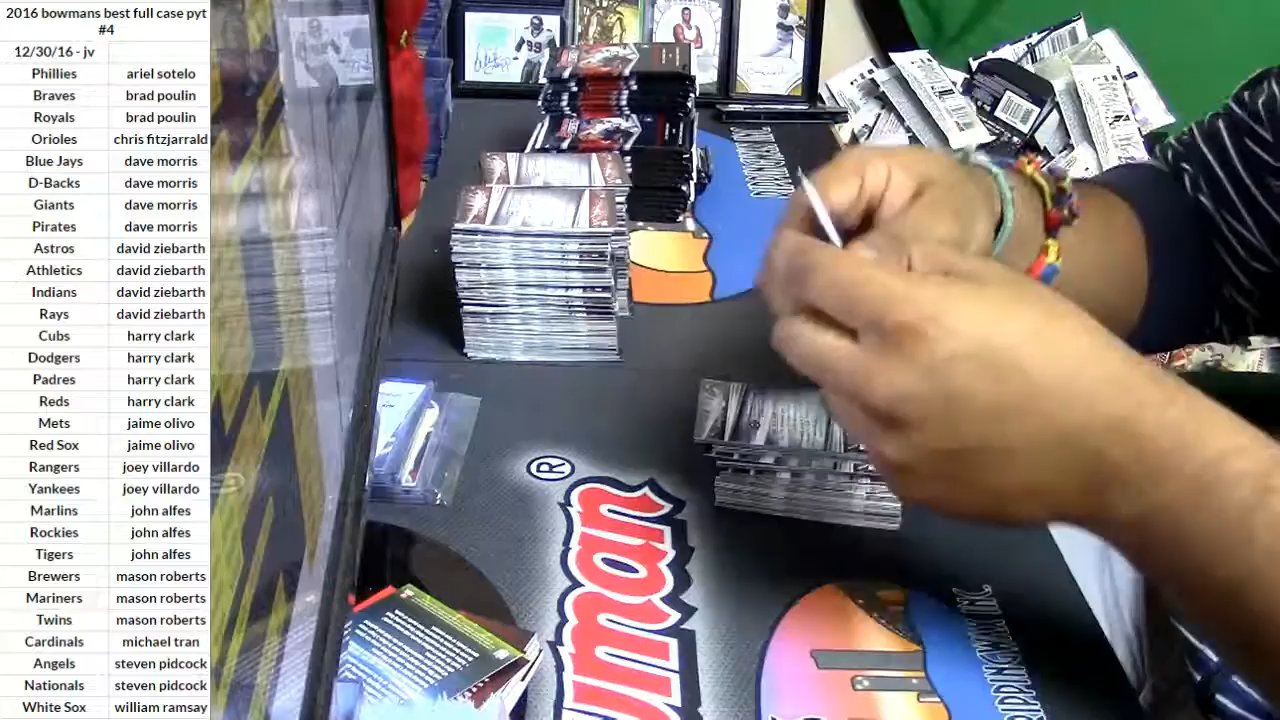 2016 bowmans best full case pyt
#4
12/30/16 - jv
Phillies ariel sotelo
Braves brad poulin
Royals brad poulin
Orioles chris fitzjarrald
Blue Jays dave morris
D-Backs dave morris
Giants dave morris
Pirates dave morris
Astros david ziebarth
Athletics david ziebarth
Indians david ziebarth
Rays david ziebarth
Cubs harry clark
Dodgers harry clark
Padres harry clark
Reds harry clark
Mets jaime olivo
Red Sox jaime olivo
Rangers joey villardo
Yankees joey villardo
Marlins john alfes
Rockies john alfes
Tigers john alfes
Brewers mason roberts
Mariners mason roberts
Twins mason roberts
Cardinals michael tran
Angels steven pidcock
Nationals steven pidcock
White Sox william ramsay
99
RIPPINGWAX INC
®
man
RIPPINGWAX INC